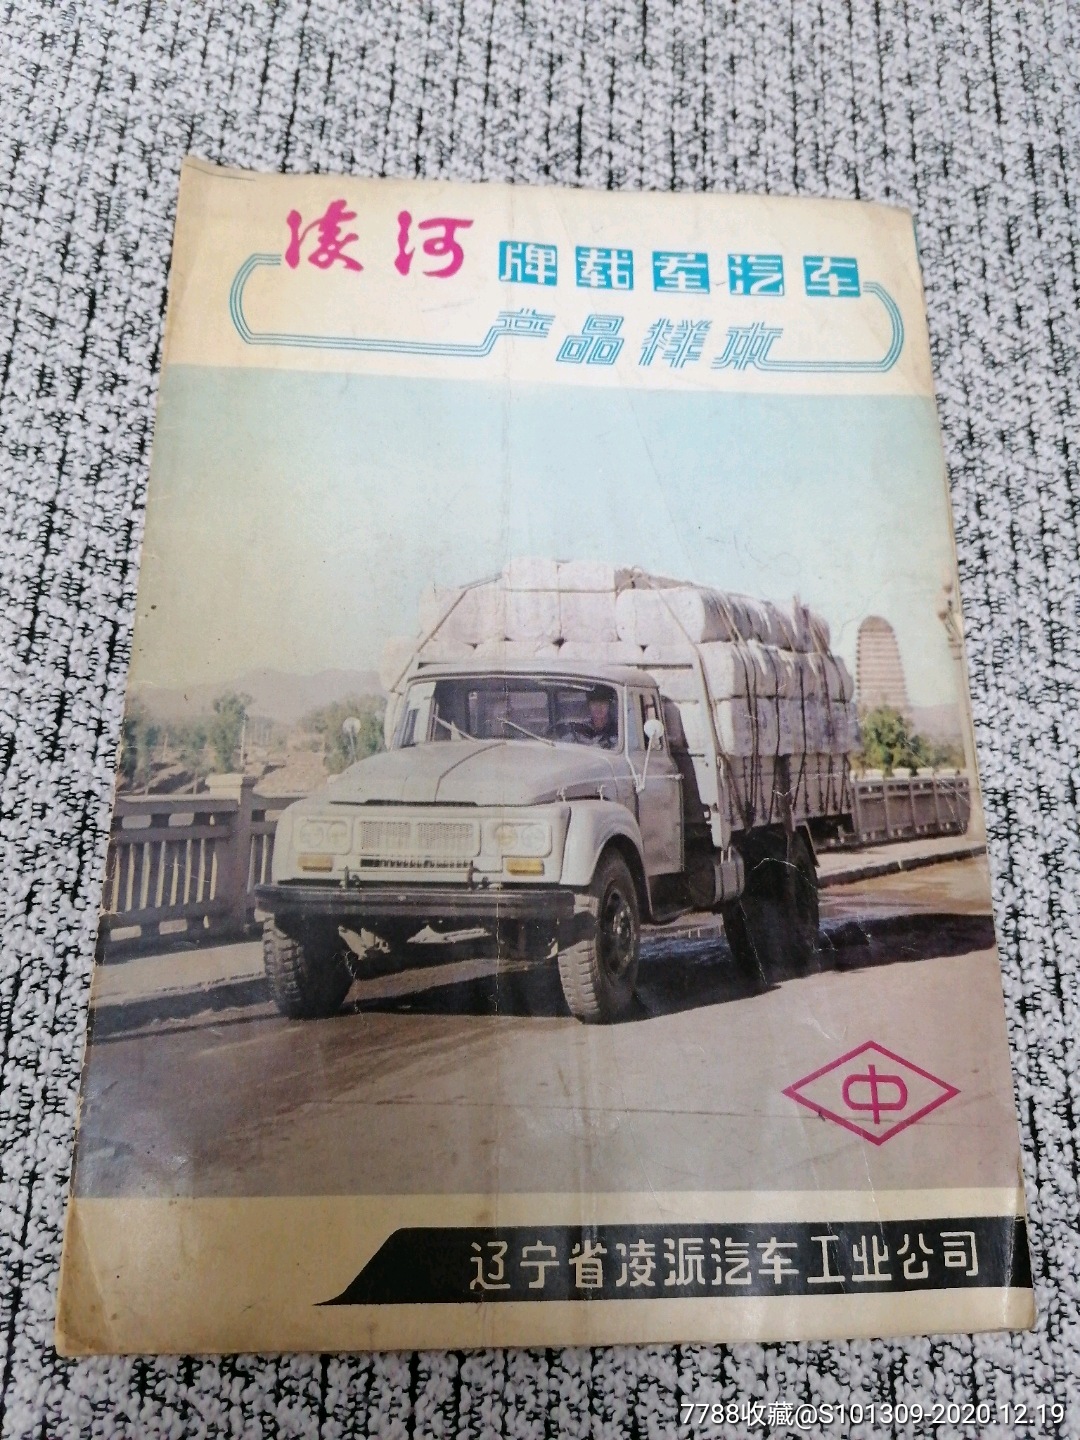 凌河牌载重汽车
产品样本
中
辽宁省凌源汽车工业公司
7788收藏@S101309-2020.12.19